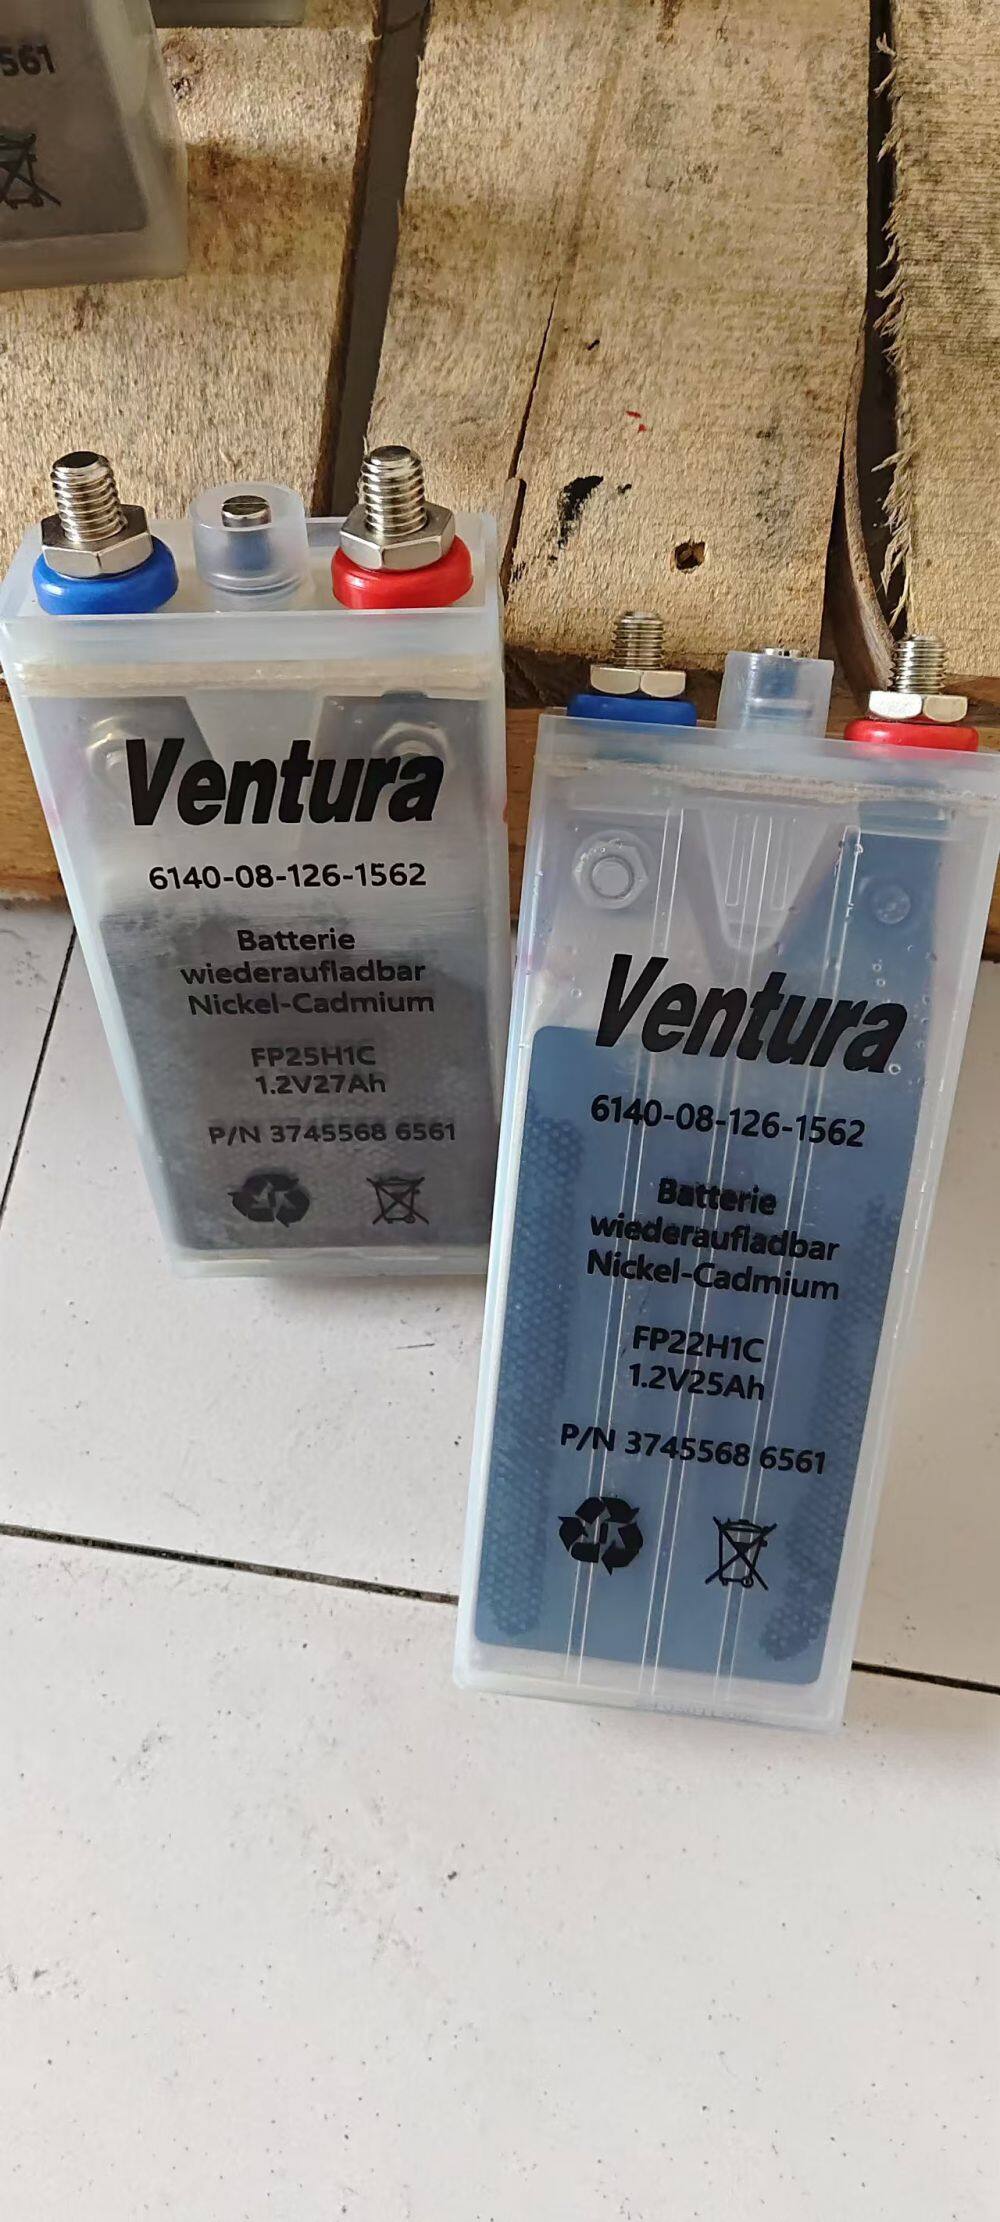 561
Ventura
6140-08-126-1562
Batterie
wiederaufladbar
Nickel-Cadmium
FP25H1C
1.2V27Ah
P/N 3745568 6561
Ventura
6140-08-126-1562
Batterie
wiederaufladbar
Nickel-Cadmium
FP22H1C
1.2V25Ah
P/N 3745568 6561